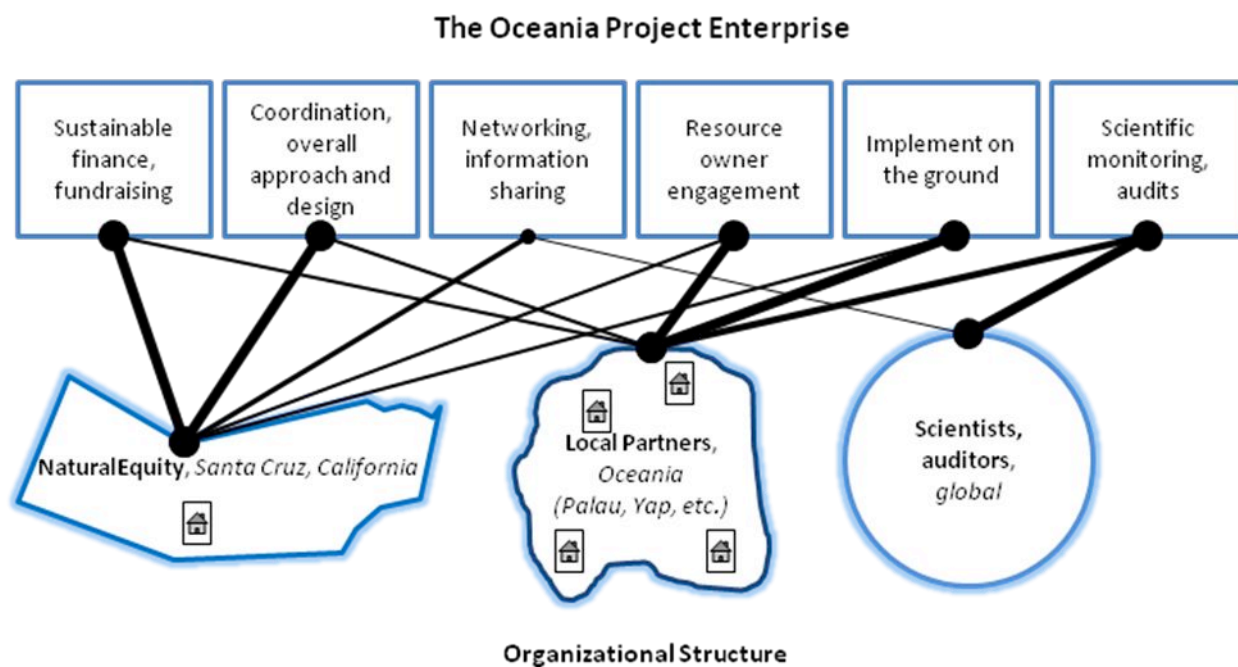 The Oceania Project Enterprise
Sustainable
finance,
fundraising
Coordination,
overall
approach and
design
Networking,
information
sharing
Resource
owner
engagement
Implement on
the ground
Scientific
monitoring,
audits
NaturalEquity, Santa Cruz, California
Local Partners,
Oceania
(Palau, Yap, etc.)
Scientists,
auditors,
global
Organizational Structure